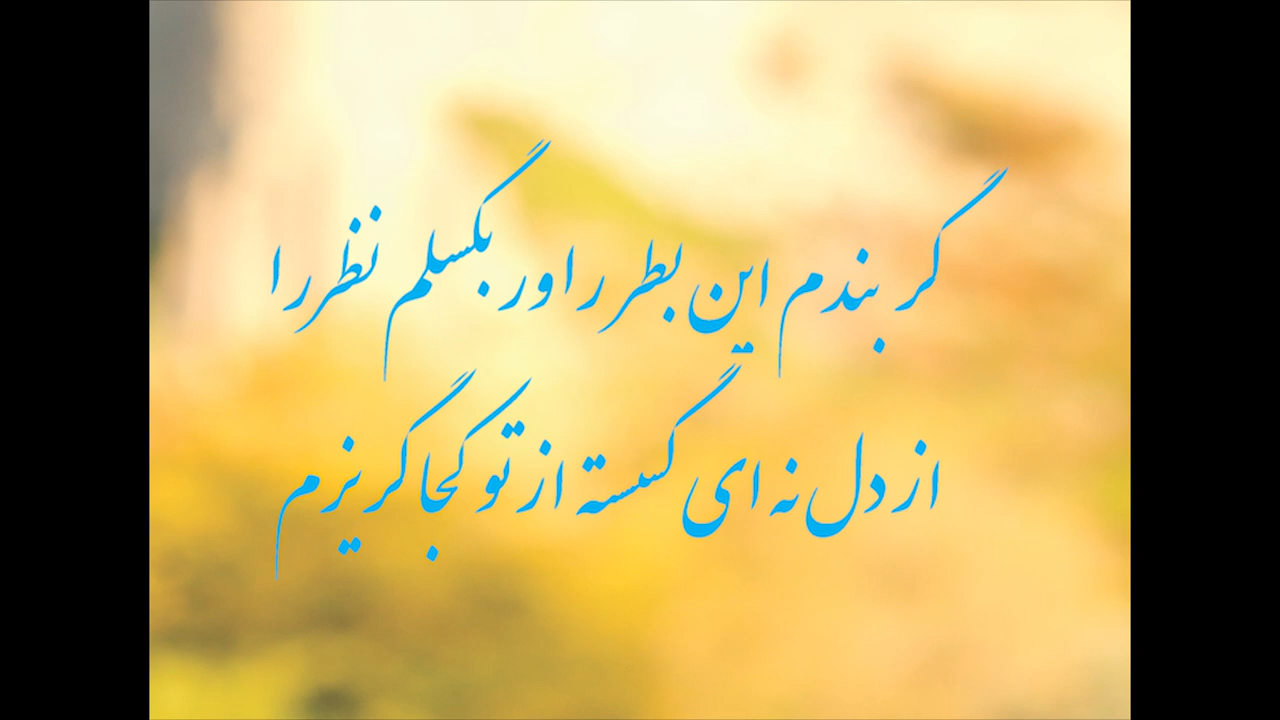 گر بندم این بطر را ور بگسلم نظر را
از دل نه ای گسسته از تو کجا گریزم